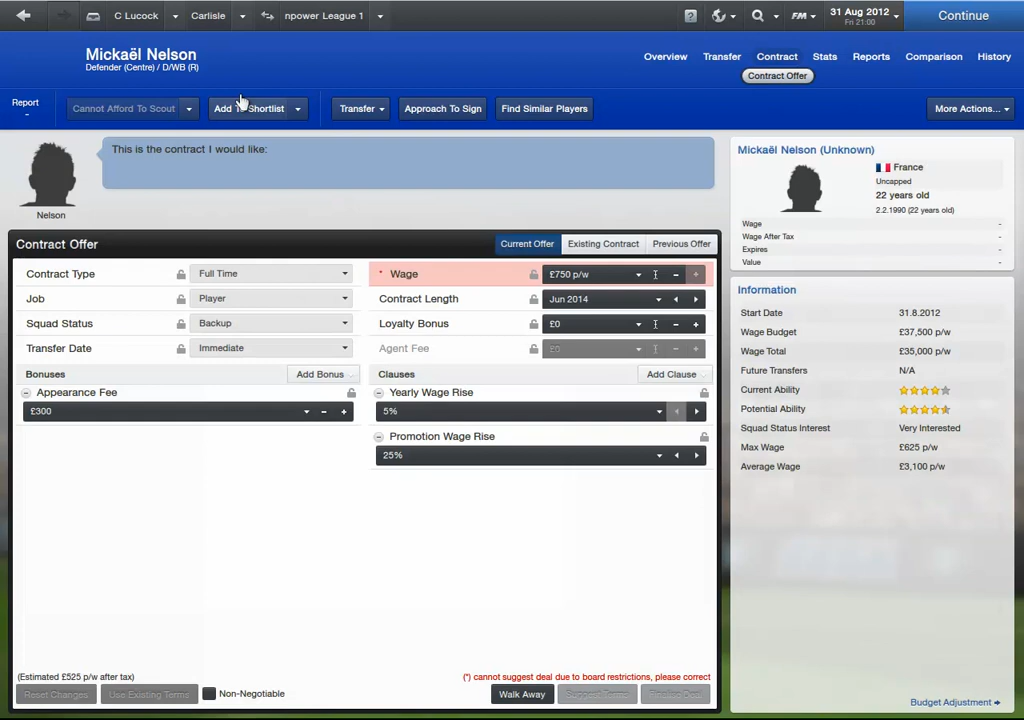 C Lucock
Carlisle
npower League 1
FM
31 Aug 2012
Fri 21:00
Continue
Mickaël Nelson
Defender (Centre) / D/WB (R)
Overview
Transfer
Contract
Stats
Reports
Comparison
History
Contract Offer
Report
-
Cannot Afford To Scout
Add To Shortlist
Transfer
Approach To Sign
Find Similar Players
More Actions...
This is the contract I would like:
Nelson
Mickaël Nelson (Unknown)
France
Uncapped
22 years old
2.2.1990 (22 years old)
Wage -
Wage After Tax -
Expires -
Value -
Contract Offer
Current Offer
Existing Contract
Previous Offer
Contract Type Full Time
* Wage £750 p/w
Job Player
Contract Length Jun 2014
Squad Status Backup
Loyalty Bonus £0
Transfer Date Immediate
Agent Fee £0
Bonuses Add Bonus
Clauses Add Clause
Appearance Fee
£300
Yearly Wage Rise
5%
Promotion Wage Rise
25%
Information
Start Date 31.8.2012
Wage Budget £37,500 p/w
Wage Total £35,000 p/w
Future Transfers N/A
Current Ability
Potential Ability
Squad Status Interest Very Interested
Max Wage £625 p/w
Average Wage £3,100 p/w
(Estimated £525 p/w after tax)
(*) cannot suggest deal due to board restrictions, please correct
Reset Changes
Use Existing Terms
Non-Negotiable
Walk Away
Suggest Terms
Finalise Deal
Budget Adjustment